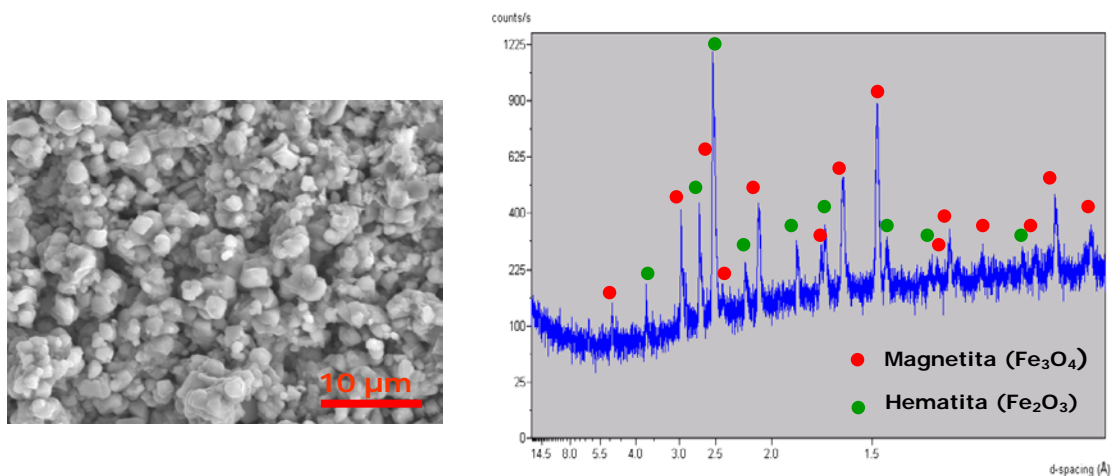 10 µm
counts/s
1225
900
625
400
225
100
25
0
14.5 8.0 5.5 4.0 3.0 2.5 2.0 1.5
d-spacing (Å)
Magnetita (Fe₃O₄)
Hematita (Fe₂O₃)